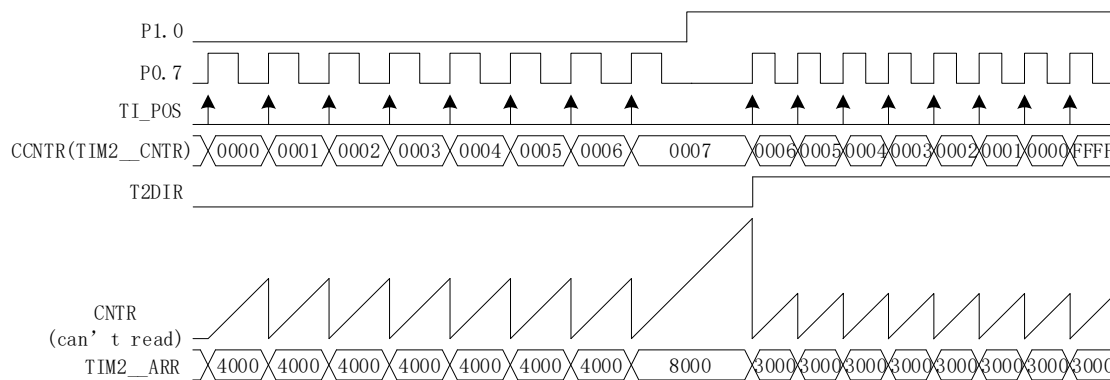 P1.0
P0.7
TI_POS
CCNTR(TIM2__CNTR) 0000 0001 0002 0003 0004 0005 0006 0007 0006 0005 0004 0003 0002 0001 0000 FFFF
T2DIR
CNTR
(can't read)
TIM2__ARR 4000 4000 4000 4000 4000 4000 4000 8000 3000 3000 3000 3000 3000 3000 3000 3000